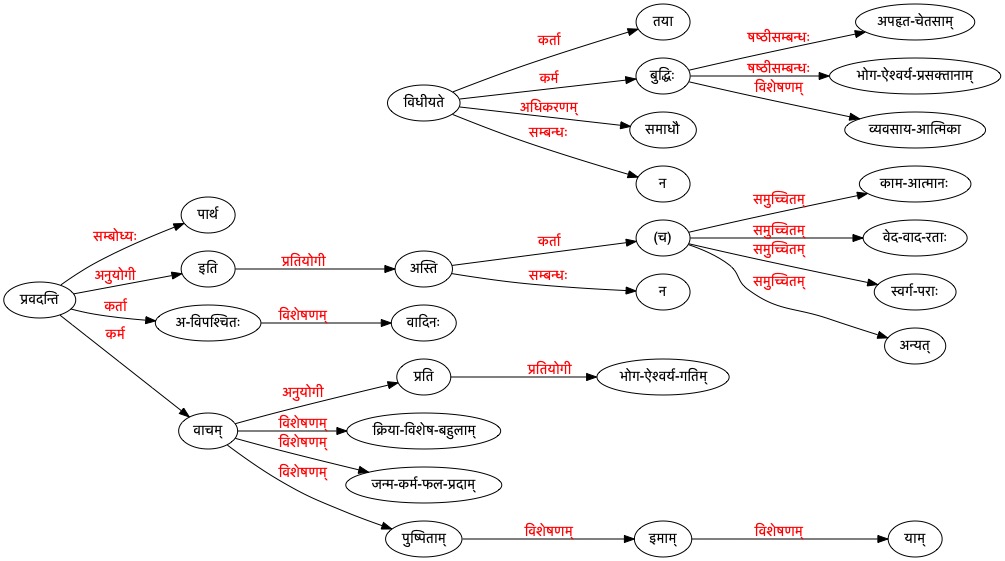 तया
कर्ता
अपहृत-चेतसाम्
षष्ठीसम्बन्धः
कर्म
बुद्धिः
षष्ठीसम्बन्धः
भोग-ऐश्वर्य-प्रसक्तानाम्
विधीयते
विशेषणम्
अधिकरणम्
समाधौ
व्यवसाय-आत्मिका
सम्बन्धः
न
काम-आत्मानः
समुच्चितम्
पार्थ
सम्बोध्यः
कर्ता
(च)
समुच्चितम्
वेद-वाद-रताः
समुच्चितम्
अनुयोगी
इति
प्रतियोगी
अस्ति
सम्बन्धः
न
समुच्चितम्
स्वर्ग-पराः
प्रवदन्ति
कर्ता
अ-विपश्चितः
विशेषणम्
वादिनः
अन्यत्
कर्म
प्रति
प्रतियोगी
भोग-ऐश्वर्य-गतिम्
अनुयोगी
वाचम्
विशेषणम्
क्रिया-विशेष-बहुलाम्
विशेषणम्
जन्म-कर्म-फल-प्रदाम्
विशेषणम्
पुष्पिताम्
विशेषणम्
इमाम्
विशेषणम्
याम्